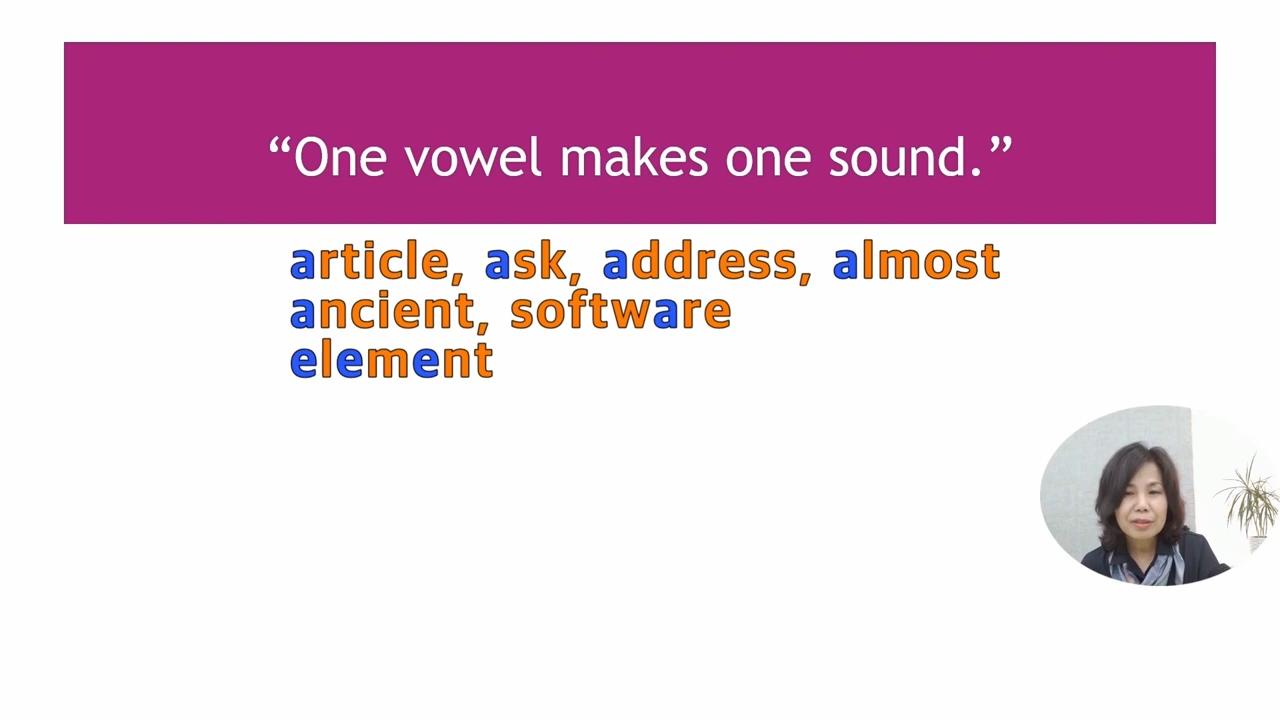 “One vowel makes one sound.”
article, ask, address, almost
ancient, software
element